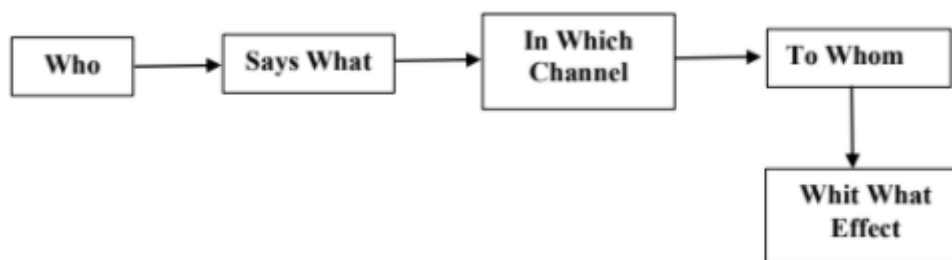 Who
Says What
In Which
Channel
To Whom
Whit What
Effect